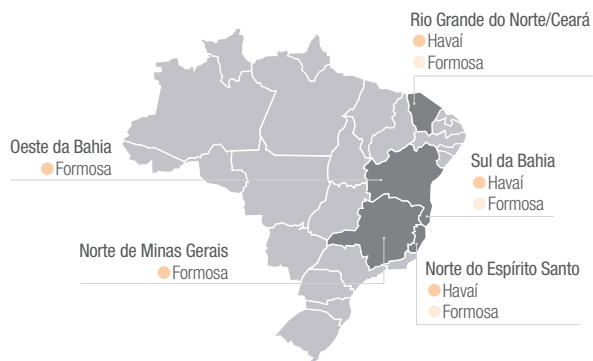 Rio Grande do Norte/Ceará
Havaí
Formosa
Oeste da Bahia
Formosa
Sul da Bahia
Havaí
Formosa
Norte de Minas Gerais
Formosa
Norte do Espírito Santo
Havaí
Formosa